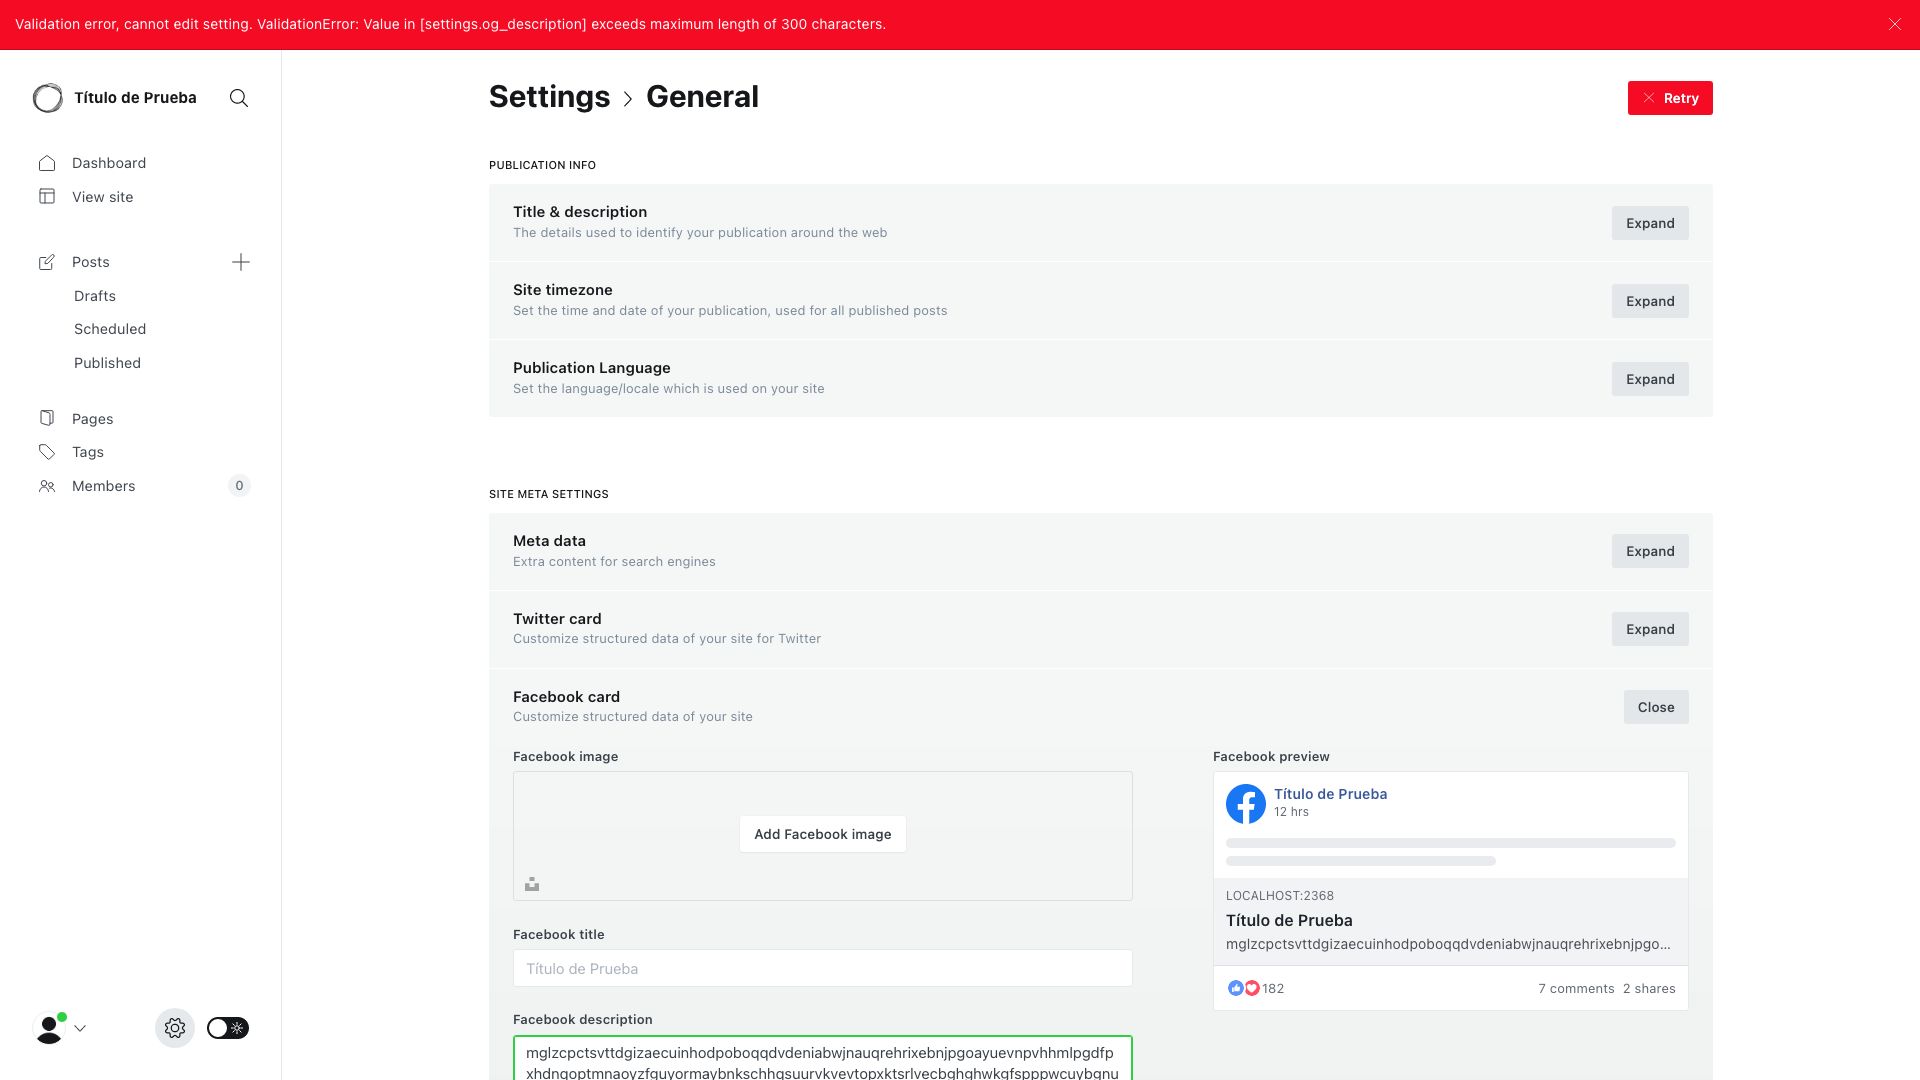 Validation error, cannot edit setting. ValidationError: Value in [settings.og_description] exceeds maximum length of 300 characters.
Título de Prueba
Dashboard
View site
Posts
Drafts
Scheduled
Published
Pages
Tags
Members
0
Settings > General
Retry
PUBLICATION INFO
Title & description
The details used to identify your publication around the web
Expand
Site timezone
Set the time and date of your publication, used for all published posts
Expand
Publication Language
Set the language/locale which is used on your site
Expand
SITE META SETTINGS
Meta data
Extra content for search engines
Expand
Twitter card
Customize structured data of your site for Twitter
Expand
Facebook card
Customize structured data of your site
Close
Facebook image
Add Facebook image
Facebook title
Título de Prueba
Facebook description
mglzcpctsvttdgizaecuinhodpoboqqdvdeniabwjnauqrehrixebnjpgoayuevnpvhhmlpgdfp
Facebook preview
Título de Prueba
12 hrs
LOCALHOST:2368
Título de Prueba
mglzcpctsvttdgizaecuinhodpoboqqdvdeniabwjnauqrehrixebnjpgo...
182
7 comments 2 shares